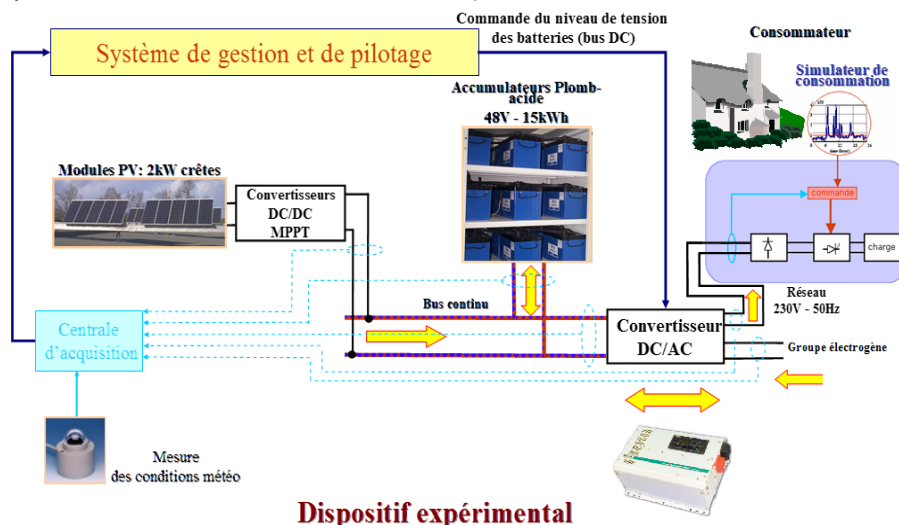 Commande du niveau de tension
des batteries (bus DC)
Système de gestion et de pilotage
Consommateur
Simulateur de
consommation
Accumulateurs Plomb-
acide
48V - 15kWh
Modules PV: 2kW crêtes
Convertisseurs
DC/DC
MPPT
commande
charge
Bus continu
Réseau
230V - 50Hz
Centrale
d'acquisition
Convertisseur
DC/AC
Groupe électrogène
Mesure
des conditions météo
Dispositif expérimental